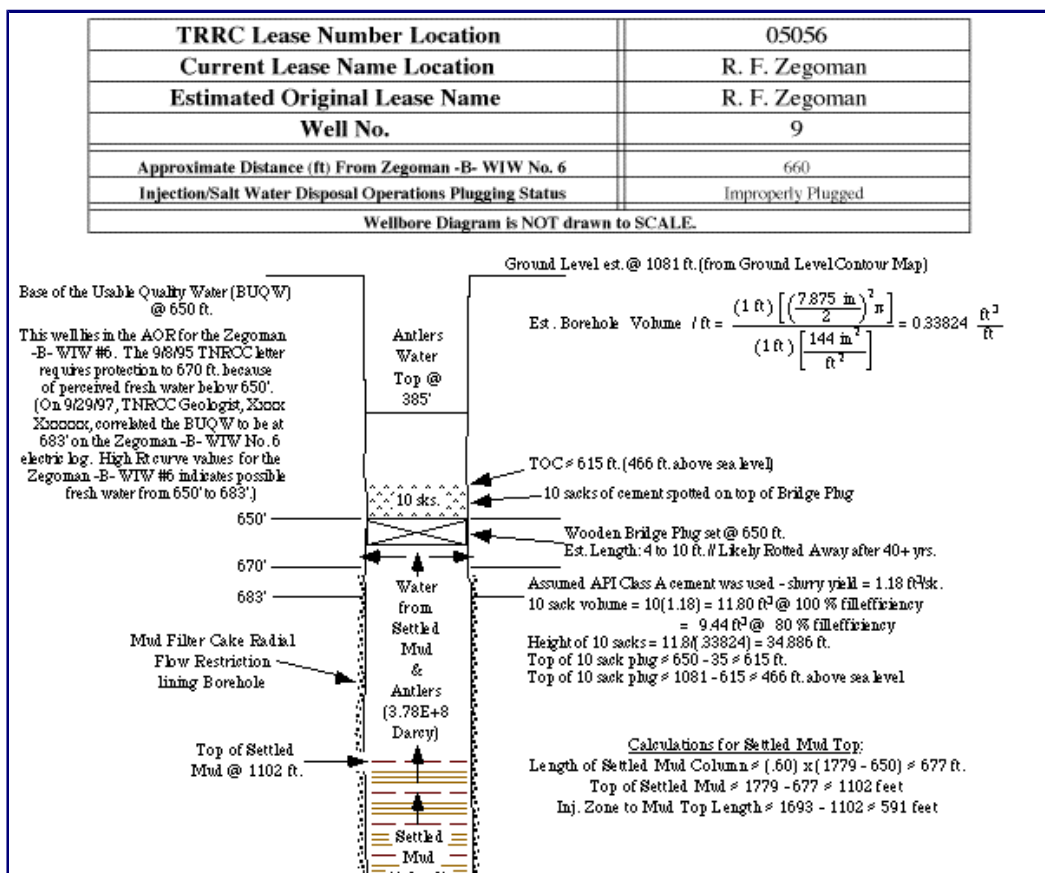 TRRC Lease Number Location 05056
Current Lease Name Location R. F. Zegoman
Estimated Original Lease Name R. F. Zegoman
Well No. 9
Approximate Distance (ft) From Zegoman -B- WIW No. 6 660
Injection/Salt Water Disposal Operations Plugging Status Improperly Plugged
Wellbore Diagram is NOT drawn to SCALE.
Ground Level est. @ 1081 ft. (from Ground Level Contour Map)
Base of the Usable Quality Water (BUQW)
@ 650 ft.
This well lies in the AOR for the Zegoman
-B- WIW #6. The 9/8/95 TNRCC letter
requires protection to 670 ft. because
of perceived fresh water below 650'.
(On 9/29/97, TNRCC Geologist, Xxxx
Xxxxxx, correlated the BUQW to be at
683' on the Zegoman -B- WIW No. 6
electric log. High Rt curve values for the
Zegoman -B- WIW #6 indicates possible
fresh water from 650' to 683'.)
Antlers
Water
Top @
385'
Est. Borehole Volume / ft = (1 ft) [((7.875 in / 2)² π] / (1 ft) [144 in² / ft²] = 0.33824 ft³ / ft
TOC ≠ 615 ft. (466 ft. above sea level)
10 sks.
10 sacks of cement spotted on top of Bridge Plug
650'
Wooden Bridge Plug set @ 650 ft.
Est. Length: 4 to 10 ft. // Likely Rotted Away after 40+ yrs.
670'
683'
Assumed API Class A cement was used - slurry yield = 1.18 ft³/sk.
10 sack volume = 10(1.18) = 11.80 ft³ @ 100 % fill efficiency
= 9.44 ft³ @ 80 % fill efficiency
Height of 10 sacks = 11.8/(.33824) = 34.886 ft.
Top of 10 sack plug ≠ 650 - 35 ≠ 615 ft.
Top of 10 sack plug ≠ 1081 - 615 ≠ 466 ft. above sea level
Water
from
Settled
Mud
&
Antlers
(3.78E+8
Darcy)
Mud Filter Cake Radial
Flow Restriction
lining Borehole
Top of Settled
Mud @ 1102 ft.
Calculations for Settled Mud Top:
Length of Settled Mud Column ≠ (.60) x (1779 - 650) ≠ 677 ft.
Top of Settled Mud ≠ 1779 - 677 ≠ 1102 feet
Inj. Zone to Mud Top Length ≠ 1693 - 1102 ≠ 591 feet
Settled
Mud